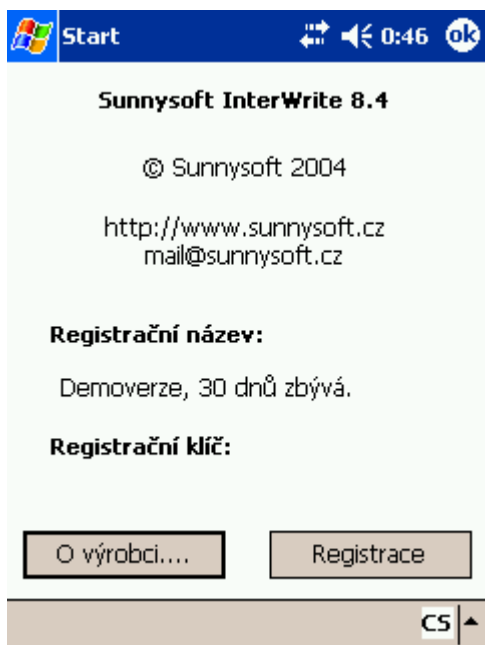 Start 0:46 ok
Sunnysoft InterWrite 8.4
© Sunnysoft 2004
http://www.sunnysoft.cz
mail@sunnysoft.cz
Registrační název:
Demoverze, 30 dnů zbývá.
Registrační klíč:
O výrobci.... Registrace
CS